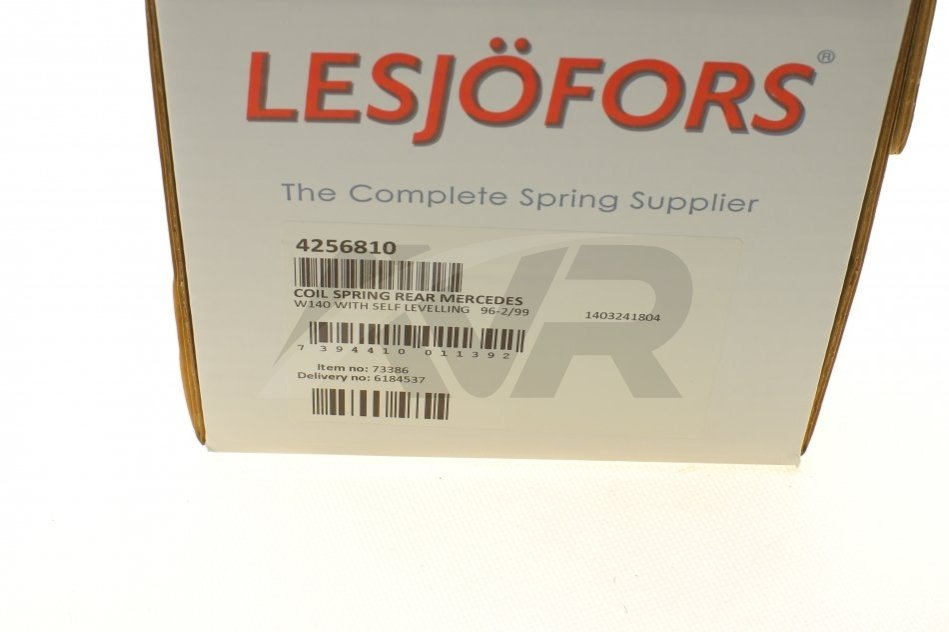 LESJÖFORS®
The Complete Spring Supplier
4256810
COIL SPRING REAR MERCEDES
W140 WITH SELF LEVELLING 96-2/99
1403241804
7 394410 011392
Item no: 73386
Delivery no: 6184537
AVR